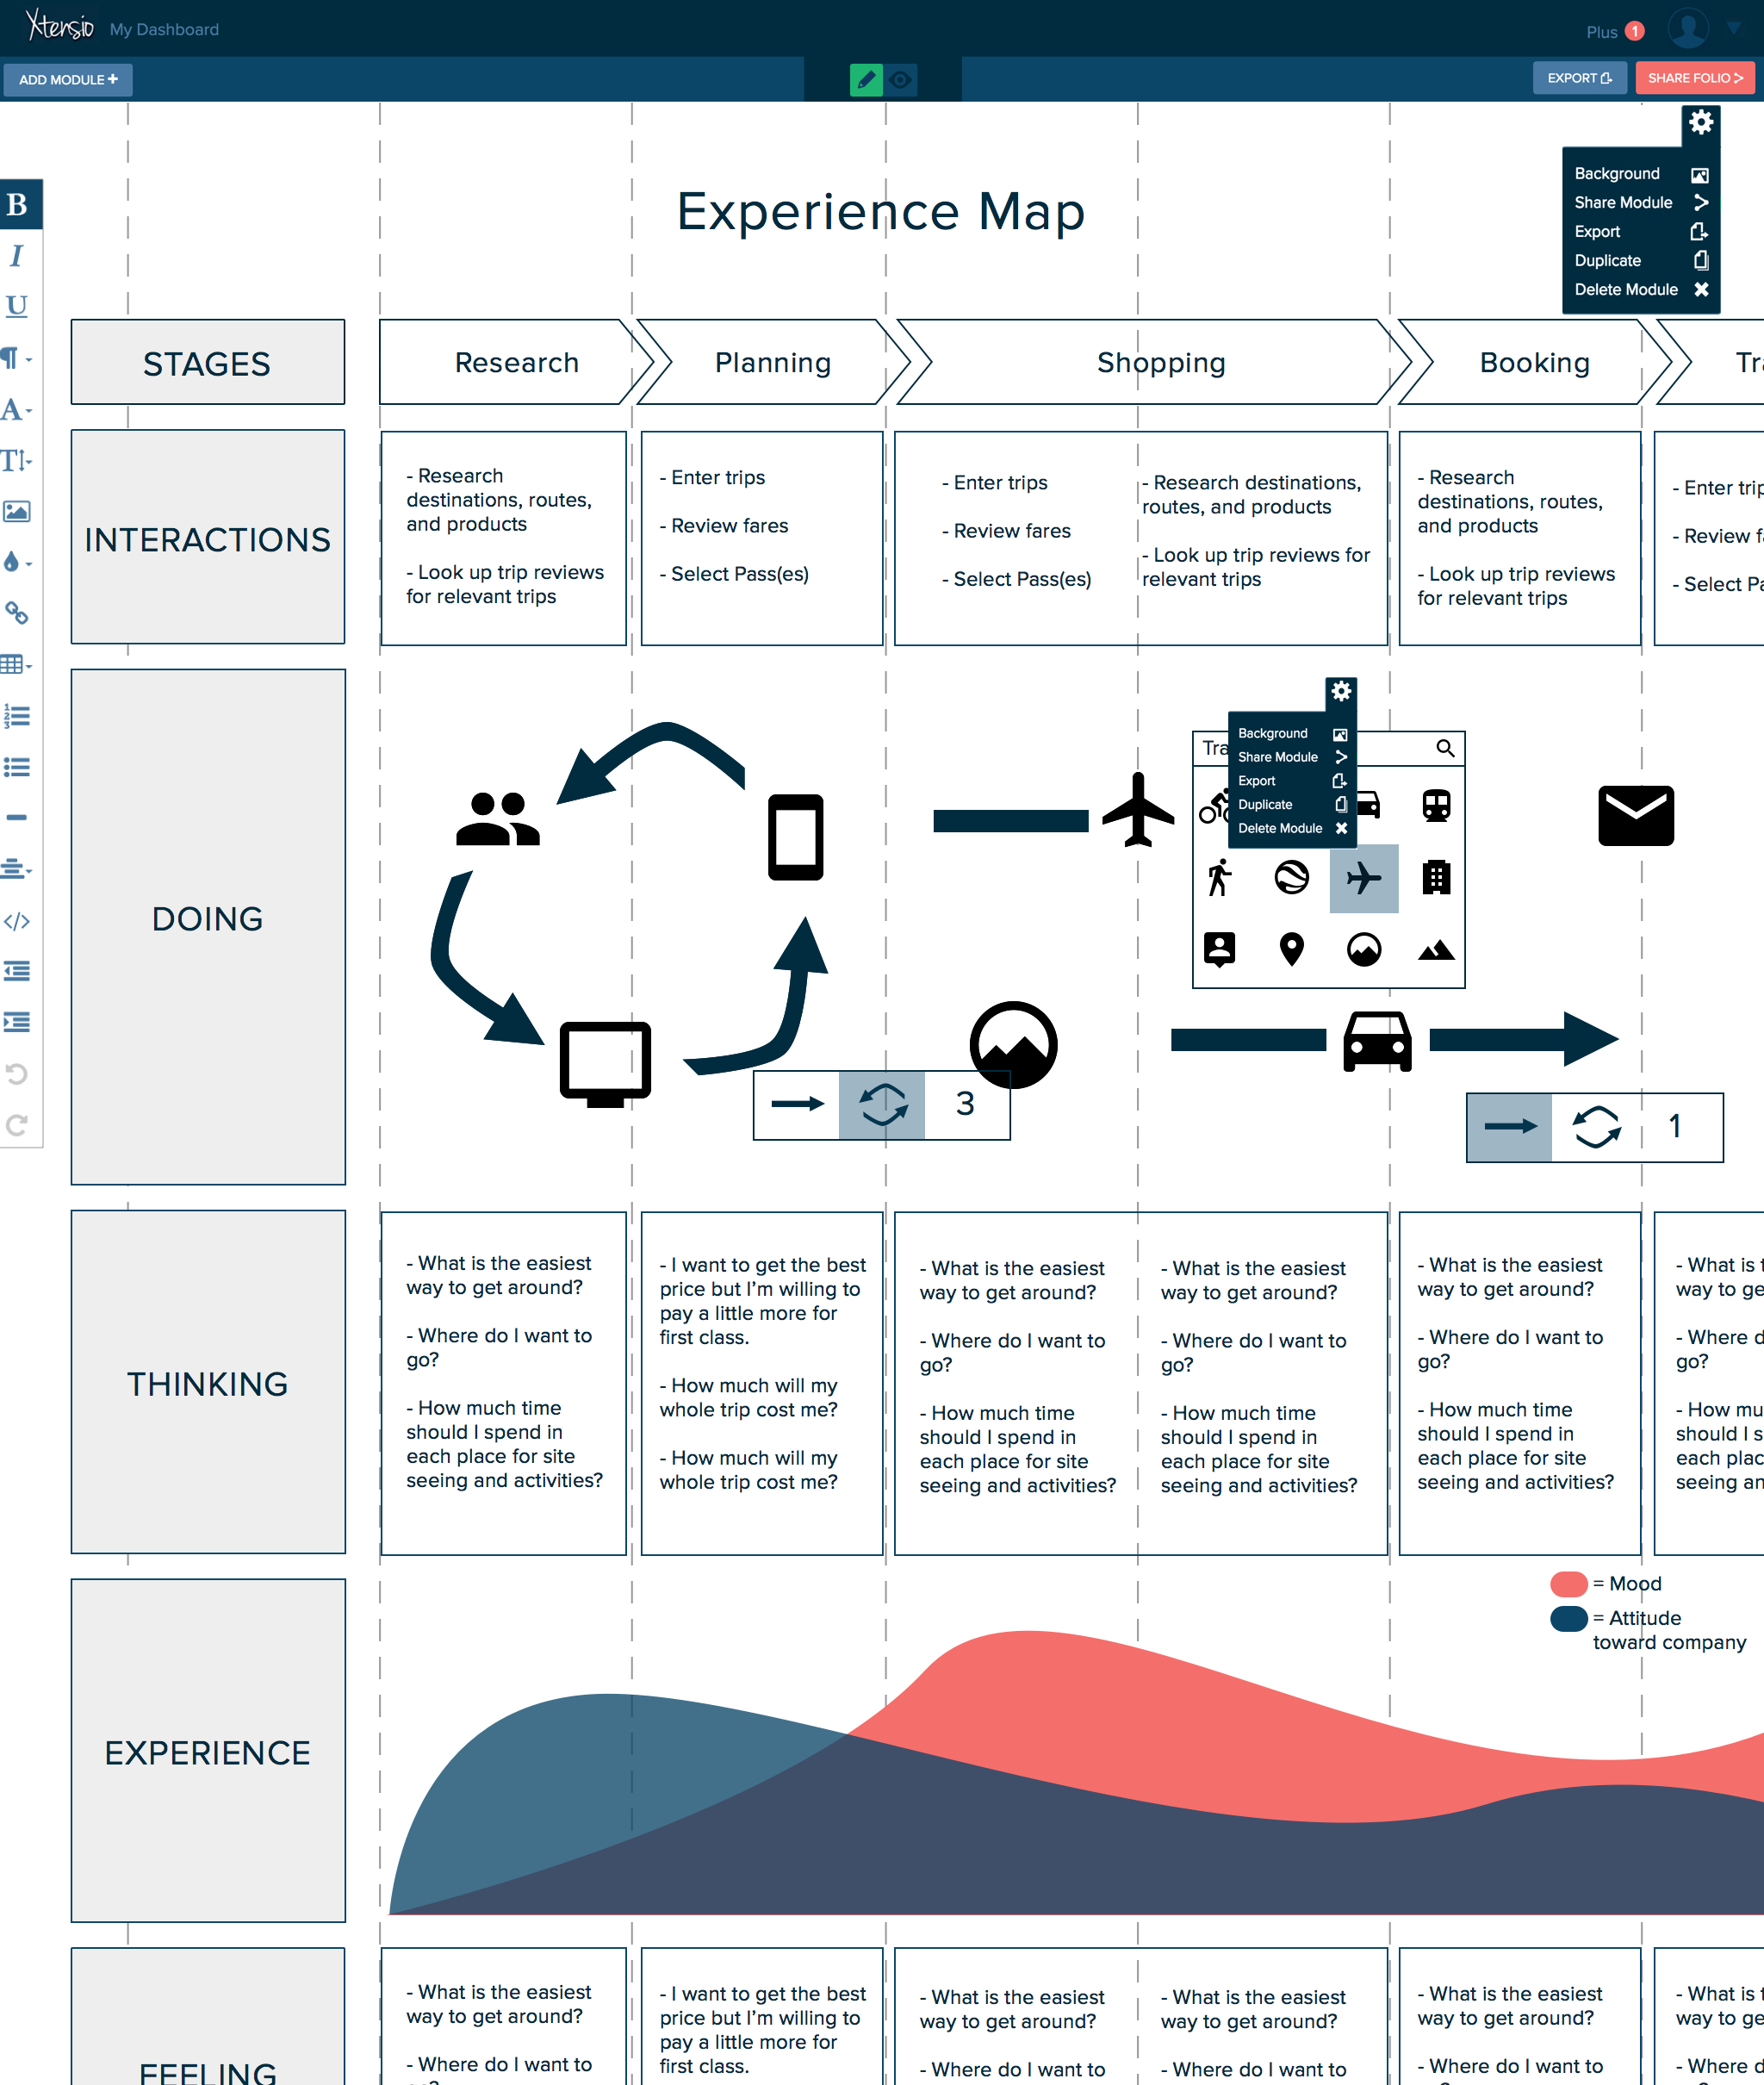 Xtensio My Dashboard
Plus 1
ADD MODULE
EXPORT
SHARE FOLIO
Background
Share Module
Export
Duplicate
Delete Module
Experience Map
B
I
U
A
T
1
2
3
</>
STAGES
Research
Planning
Shopping
Booking
Tr
INTERACTIONS
- Research
destinations, routes,
and products
- Look up trip reviews
for relevant trips
- Enter trips
- Review fares
- Select Pass(es)
- Enter trips
- Review fares
- Select Pass(es)
- Research destinations,
routes, and products
- Look up trip reviews for
relevant trips
- Research
destinations, routes,
and products
- Look up trip reviews
for relevant trips
- Enter trip
- Review f
- Select Pa
DOING
Tra
Background
Share Module
Export
Duplicate
Delete Module
3
1
THINKING
- What is the easiest
way to get around?
- Where do I want to
go?
- How much time
should I spend in
each place for site
seeing and activities?
- I want to get the best
price but I'm willing to
pay a little more for
first class.
- How much will my
whole trip cost me?
- How much will my
whole trip cost me?
- What is the easiest
way to get around?
- Where do I want to
go?
- How much time
should I spend in
each place for site
seeing and activities?
- What is the easiest
way to get around?
- Where do I want to
go?
- How much time
should I spend in
each place for site
seeing and activities?
- What is the easiest
way to get around?
- Where do I want to
go?
- How much time
should I spend in
each place for site
seeing and activities?
- What is t
way to ge
- Where d
go?
- How mu
should I s
each plac
seeing an
EXPERIENCE
= Mood
= Attitude
toward company
FEELING
- What is the easiest
way to get around?
- Where do I want to
- I want to get the best
price but I'm willing to
pay a little more for
first class.
- What is the easiest
way to get around?
- Where do I want to
- What is the easiest
way to get around?
- Where do I want to
- What is the easiest
way to get around?
- Where do I want to
- What is t
way to ge
- Where d